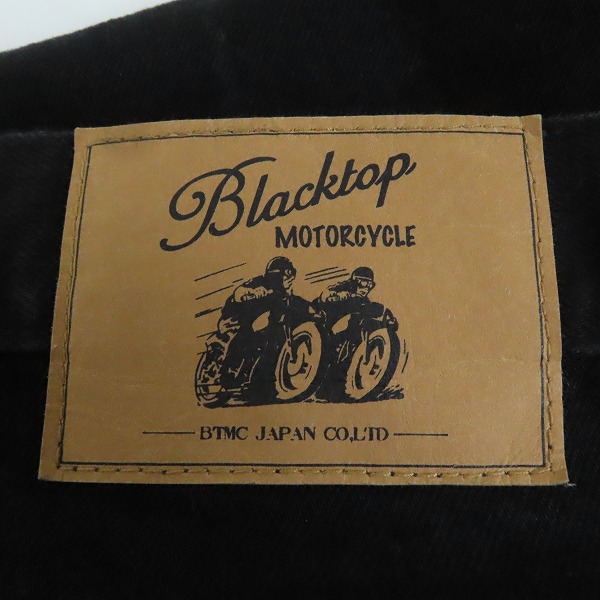 Blacktop
MOTORCYCLE
BTMC JAPAN CO,LTD